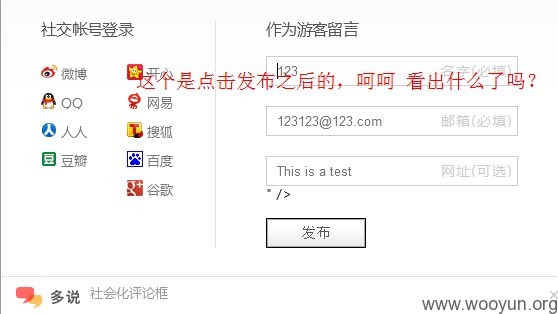 社交帐号登录
作为游客留言
微博
开心
QQ
网易
人人
搜狐
豆瓣
百度
谷歌
123
名字(必填)
这个是点击发布之后的，呵呵 看出什么了吗？
123123@123.com
邮箱(必填)
This is a test
网址(可选)
" />
发布
多说
社会化评论框
www.wooyun.org